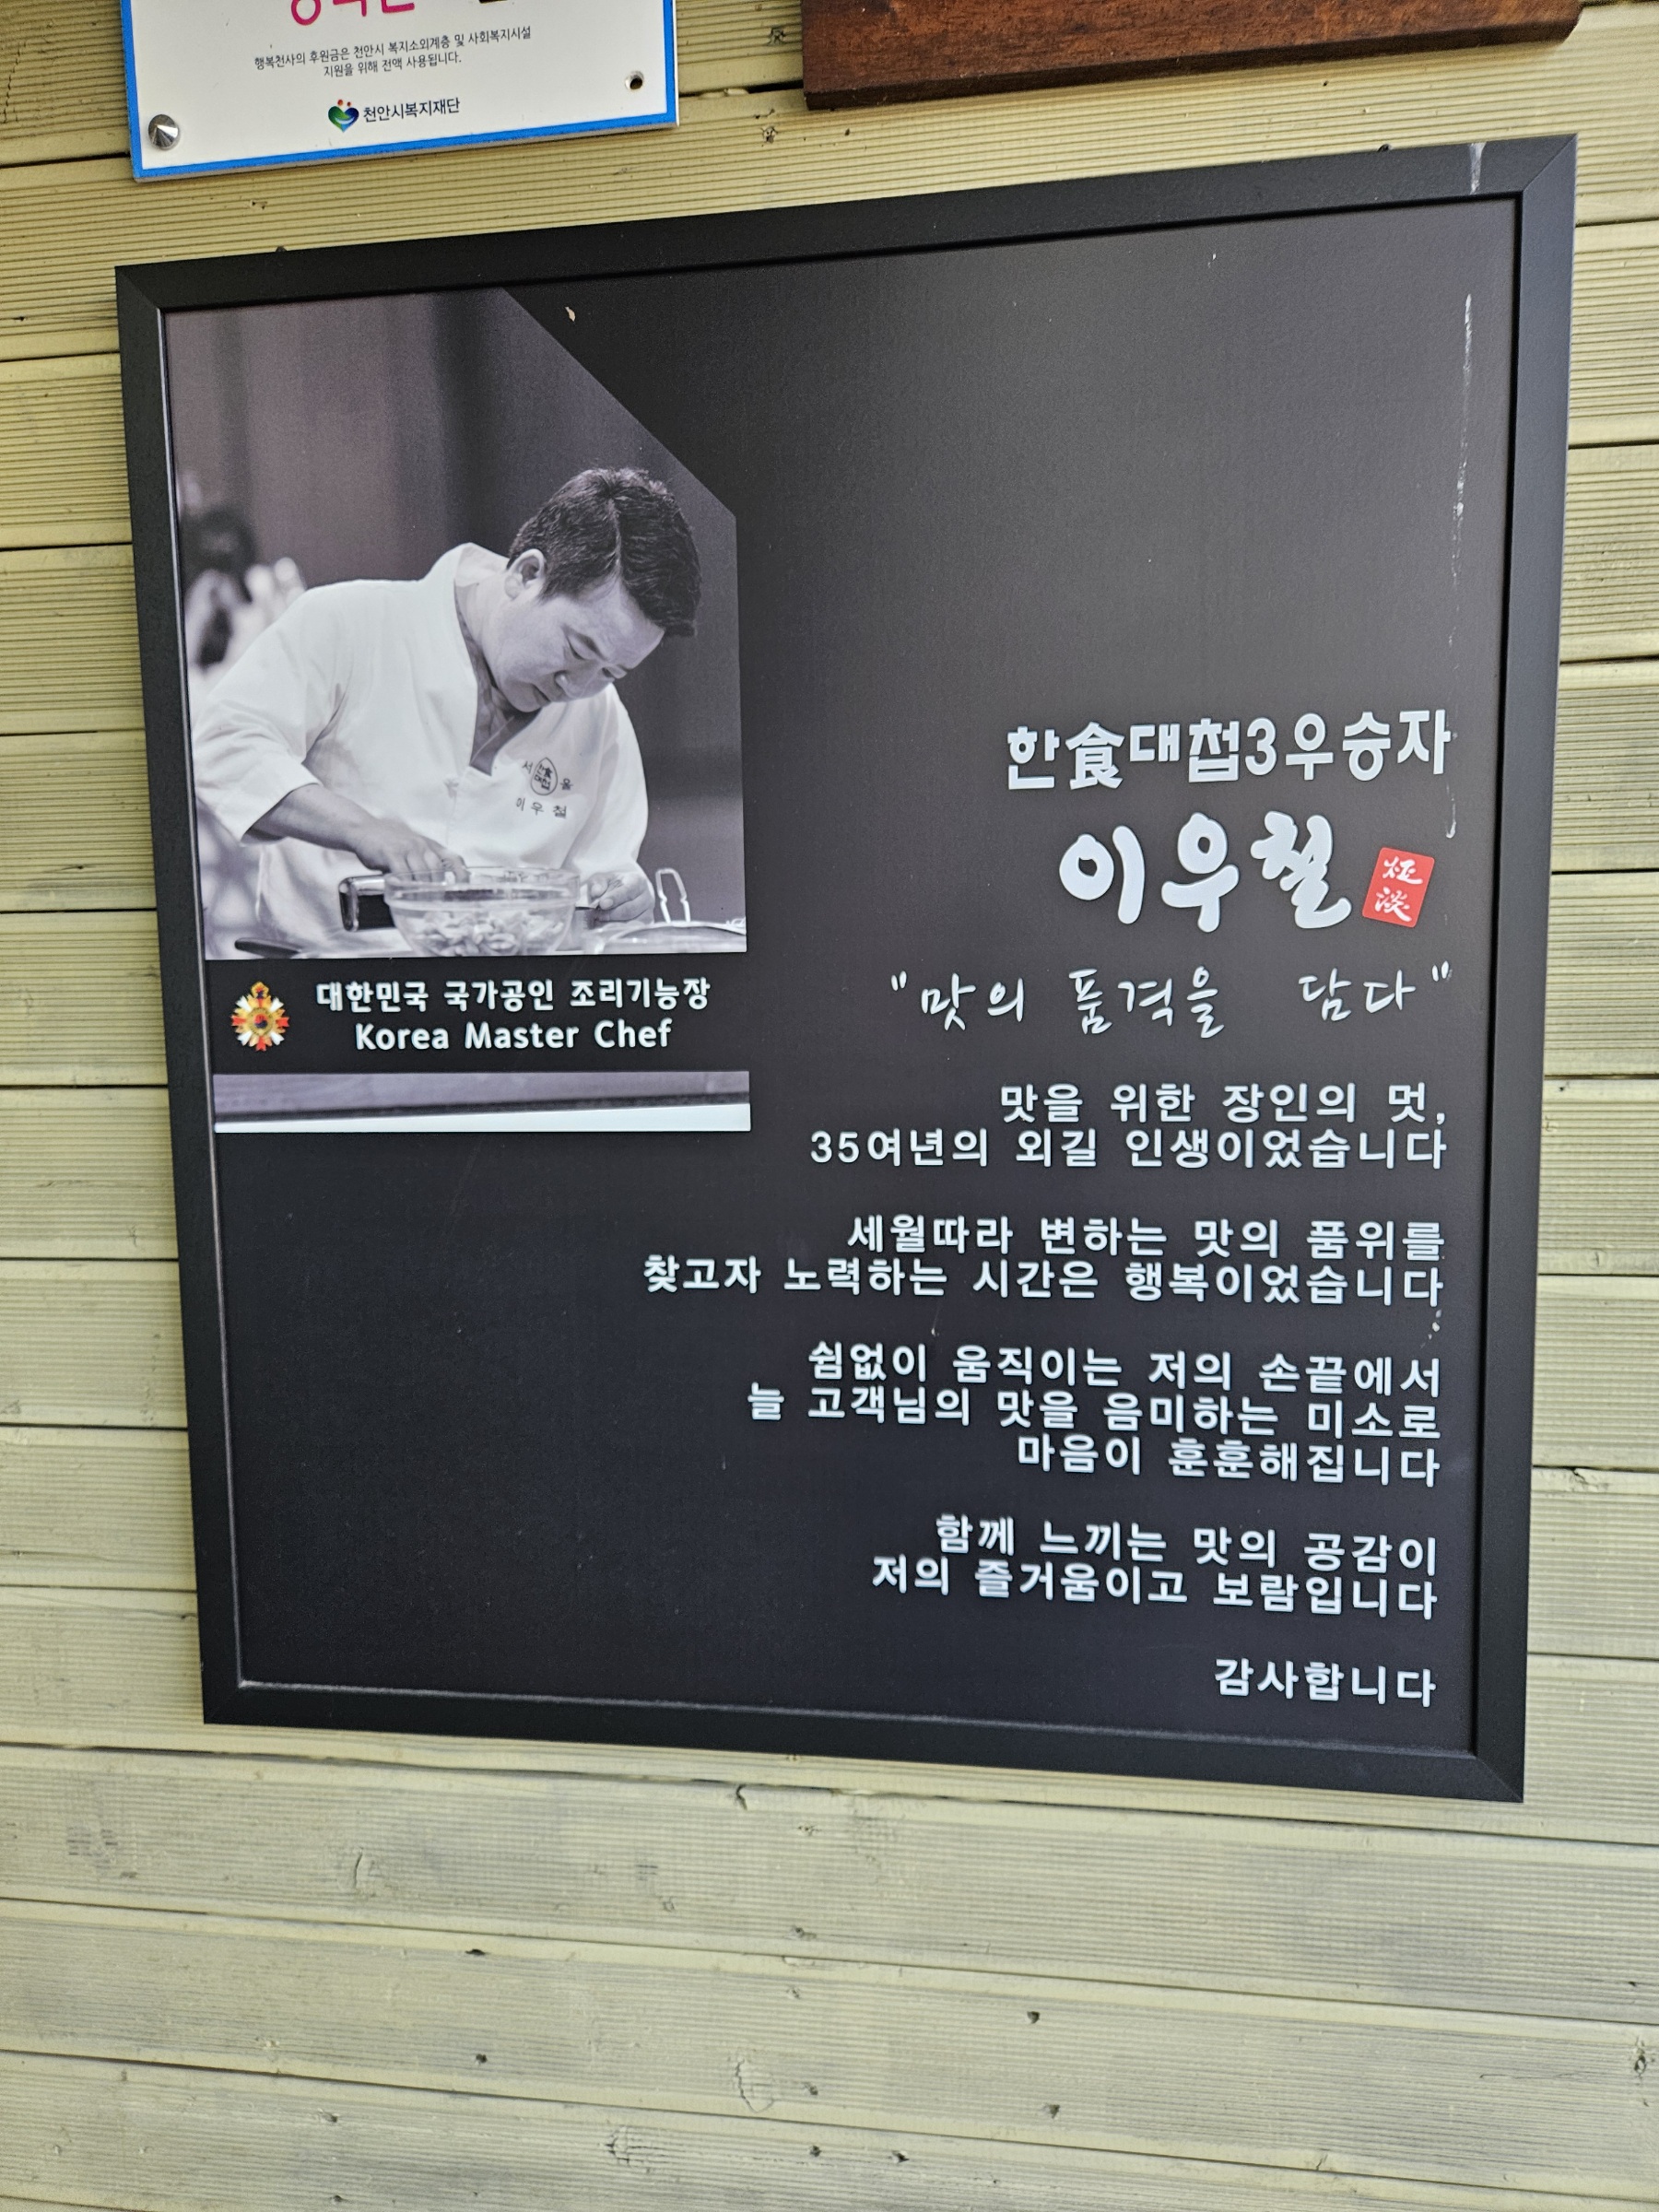 행복천사의 후원금은 천안시 복지소외계층 및 사회복지시설
지원을 위해 전액 사용됩니다.
천안시복지재단
서 울
이우철
대한민국 국가공인 조리기능장
Korea Master Chef
한食대첩3우승자
이우철
"맛의 품격을 담다"
맛을 위한 장인의 멋,
35여년의 외길 인생이었습니다
세월따라 변하는 맛의 품위를
찾고자 노력하는 시간은 행복이었습니다
쉼없이 움직이는 저의 손끝에서
늘 고객님의 맛을 음미하는 미소로
마음이 훈훈해집니다
함께 느끼는 맛의 공감이
저의 즐거움이고 보람입니다
감사합니다